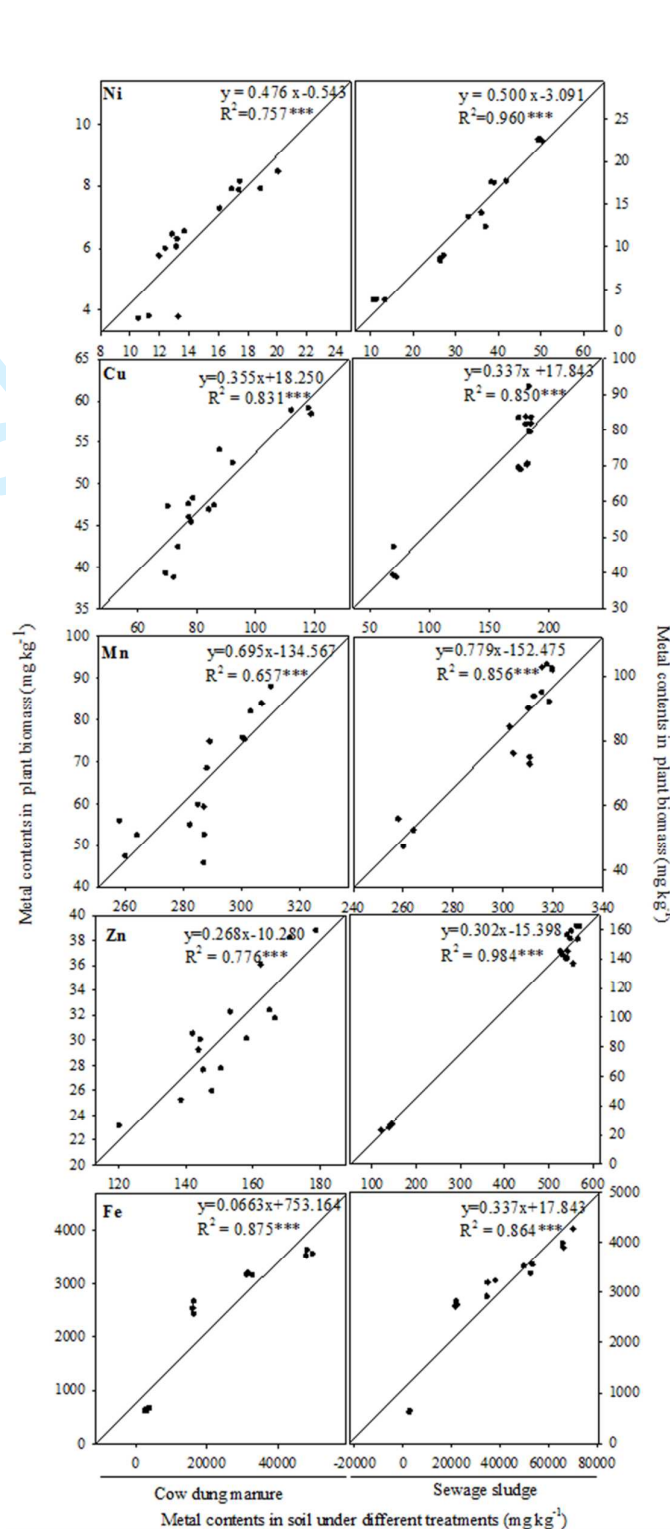 Ni
y = 0.476 x-0.543
R²=0.757***
y = 0.500 x-3.091
R²=0.960***
10
8
6
4
25
20
15
10
5
0
8 10 12 14 16 18 20 22 24
10 20 30 40 50 60
Cu
y=0.355x+18.250
R² = 0.831***
y=0.337x +17.843
R² = 0.850***
65
60
55
50
45
40
35
100
90
80
70
60
50
40
30
60 80 100 120
50 100 150 200
Mn
y=0.695x-134.567
R² = 0.657***
y=0.779x-152.475
R² = 0.856***
100
90
80
70
60
50
40
100
80
60
40
260 280 300 320 240
260 280 300 320 340
Zn
y=0.268x-10.280
R² = 0.776***
y=0.302x-15.398
R² = 0.984***
40
38
36
34
32
30
28
26
24
22
20
160
140
120
100
80
60
40
20
0
120 140 160 180
100 200 300 400 500 600
Fe
y=0.0663x+753.164
R² = 0.875***
y=0.337x+17.843
R² = 0.864***
4000
3000
2000
1000
0
5000
4000
3000
2000
1000
0
0 20000 40000
-20000 0 20000 40000 60000 80000
Cow dung manure
Sewage sludge
Metal contents in soil under different treatments (mg kg⁻¹)
Metal contents in plant biomass (mg kg⁻¹)
Metal contents in plant biomass (mg kg⁻¹)